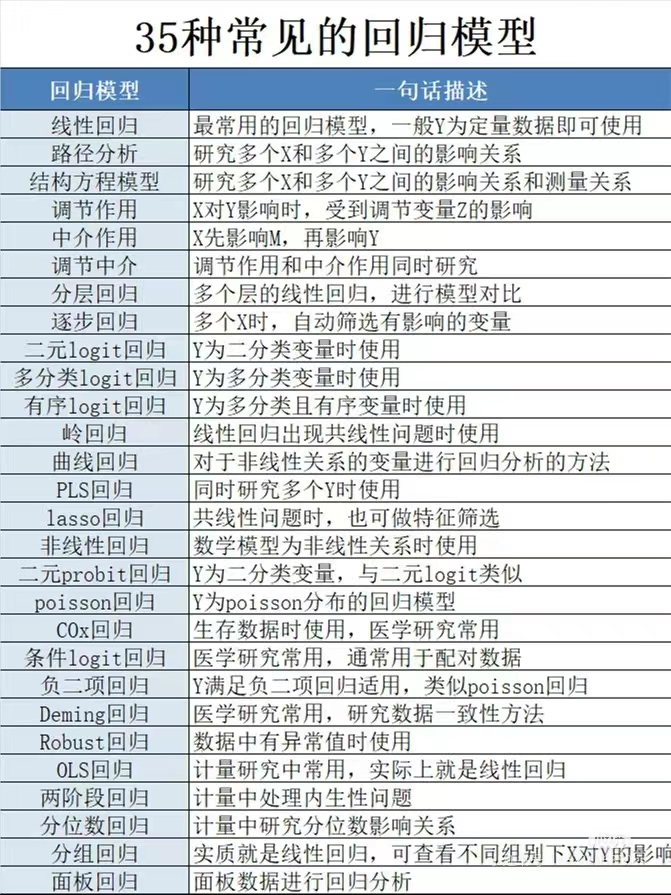 35种常见的回归模型
回归模型 一句话描述
线性回归 最常用的回归模型，一般Y为定量数据即可使用
路径分析 研究多个X和多个Y之间的影响关系
结构方程模型 研究多个X和多个Y之间的影响关系和测量关系
调节作用 X对Y影响时，受到调节变量Z的影响
中介作用 X先影响M，再影响Y
调节中介 调节作用和中介作用同时研究
分层回归 多个层的线性回归，进行模型对比
逐步回归 多个X时，自动筛选有影响的变量
二元logit回归 Y为二分类变量时使用
多分类logit回归 Y为多分类变量时使用
有序logit回归 Y为多分类且有序变量时使用
岭回归 线性回归出现共线性问题时使用
曲线回归 对于非线性关系的变量进行回归分析的方法
PLS回归 同时研究多个Y时使用
lasso回归 共线性问题时，也可做特征筛选
非线性回归 数学模型为非线性关系时使用
二元probit回归 Y为二分类变量，与二元logit类似
poisson回归 Y为poisson分布的回归模型
COx回归 生存数据时使用，医学研究常用
条件logit回归 医学研究常用，通常用于配对数据
负二项回归 Y满足负二项回归适用，类似poisson回归
Deming回归 医学研究常用，研究数据一致性方法
Robust回归 数据中有异常值时使用
OLS回归 计量研究中常用，实际上就是线性回归
两阶段回归 计量中处理内生性问题
分位数回归 计量中研究分位数影响关系
分组回归 实质就是线性回归，可查看不同组别下X对Y的影响
面板回归 面板数据进行回归分析